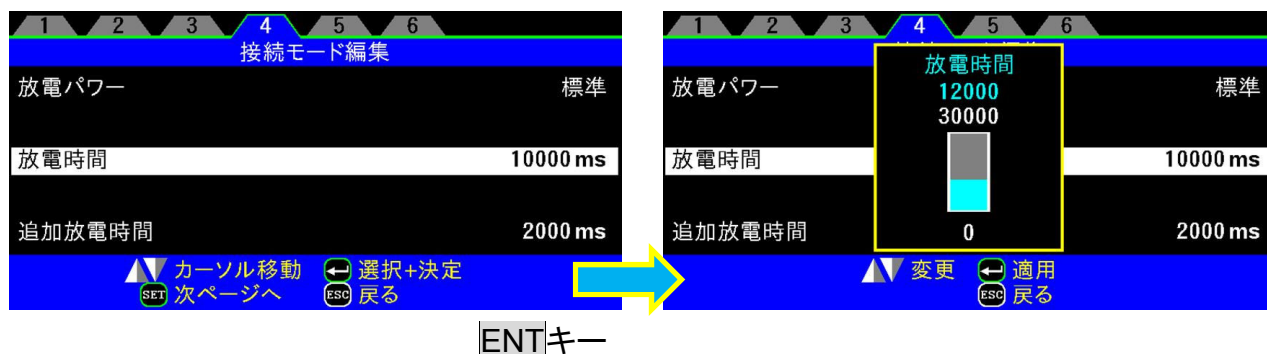 1 2 3 4 5 6
接続モード編集
放電パワー 標準
放電時間 10000 ms
追加放電時間 2000 ms
カーソル移動 選択+決定
SET 次ページへ ESC 戻る
ENTキー
1 2 3 4 5 6
放電時間
12000
30000
0
放電パワー 標準
放電時間 10000 ms
追加放電時間 2000 ms
変更 適用
ESC 戻る